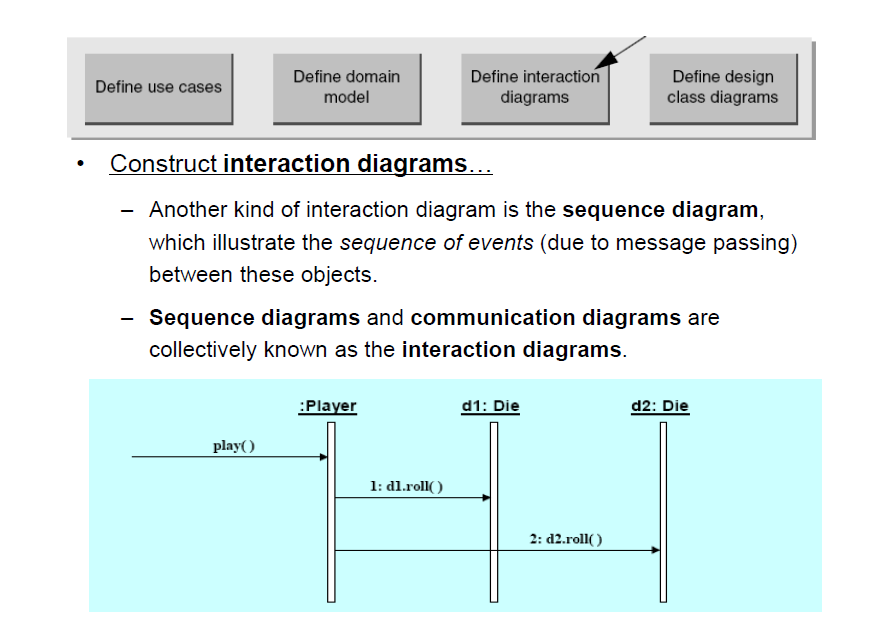 Define use cases
Define domain
model
Define interaction
diagrams
Define design
class diagrams
• Construct interaction diagrams…
– Another kind of interaction diagram is the sequence diagram,
which illustrate the sequence of events (due to message passing)
between these objects.
– Sequence diagrams and communication diagrams are
collectively known as the interaction diagrams.
:Player
d1: Die
d2: Die
play( )
1: d1.roll( )
2: d2.roll( )